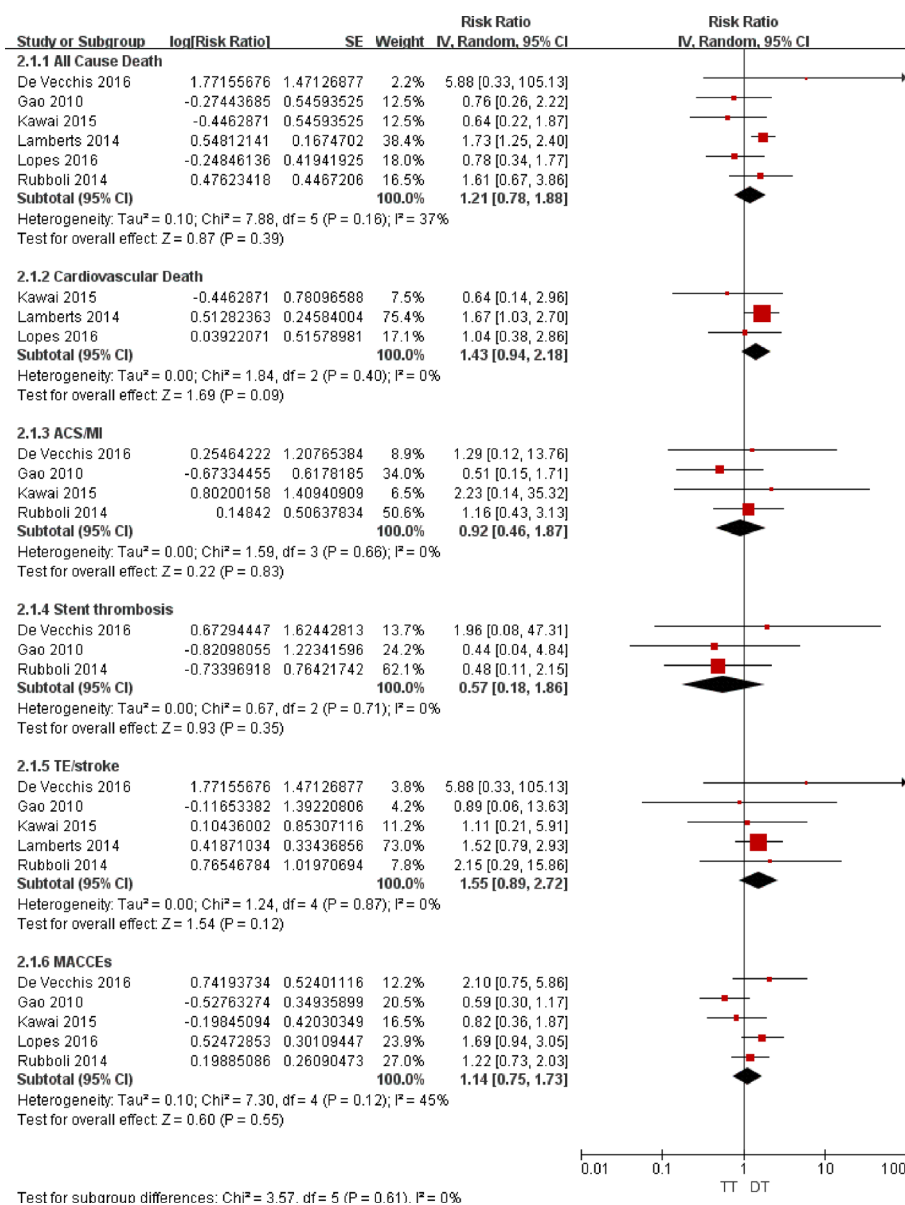 Risk Ratio Risk Ratio
Study or Subgroup log[Risk Ratio] SE Weight IV, Random, 95% CI IV, Random, 95% CI
2.1.1 All Cause Death
De Vecchis 2016 1.77155676 1.47126877 2.2% 5.88 [0.33, 105.13]
Gao 2010 -0.27443685 0.54593525 12.5% 0.76 [0.26, 2.22]
Kawai 2015 -0.4462871 0.54593525 12.5% 0.64 [0.22, 1.87]
Lamberts 2014 0.54812141 0.1674702 38.4% 1.73 [1.25, 2.40]
Lopes 2016 -0.24846136 0.41941925 18.0% 0.78 [0.34, 1.77]
Rubboli 2014 0.47623418 0.4467206 16.5% 1.61 [0.67, 3.86]
Subtotal (95% CI) 100.0% 1.21 [0.78, 1.88]
Heterogeneity: Tau² = 0.10; Chi² = 7.88, df = 5 (P = 0.16); I² = 37%
Test for overall effect: Z = 0.87 (P = 0.39)
2.1.2 Cardiovascular Death
Kawai 2015 -0.4462871 0.78096588 7.5% 0.64 [0.14, 2.96]
Lamberts 2014 0.51282363 0.24584004 75.4% 1.67 [1.03, 2.70]
Lopes 2016 0.03922071 0.51578981 17.1% 1.04 [0.38, 2.86]
Subtotal (95% CI) 100.0% 1.43 [0.94, 2.18]
Heterogeneity: Tau² = 0.00; Chi² = 1.84, df = 2 (P = 0.40); I² = 0%
Test for overall effect: Z = 1.69 (P = 0.09)
2.1.3 ACS/MI
De Vecchis 2016 0.25464222 1.20765384 8.9% 1.29 [0.12, 13.76]
Gao 2010 -0.67334455 0.6178185 34.0% 0.51 [0.15, 1.71]
Kawai 2015 0.80200158 1.40940909 6.5% 2.23 [0.14, 35.32]
Rubboli 2014 0.14842 0.50637834 50.6% 1.16 [0.43, 3.13]
Subtotal (95% CI) 100.0% 0.92 [0.46, 1.87]
Heterogeneity: Tau² = 0.00; Chi² = 1.59, df = 3 (P = 0.66); I² = 0%
Test for overall effect: Z = 0.22 (P = 0.83)
2.1.4 Stent thrombosis
De Vecchis 2016 0.67294447 1.62442813 13.7% 1.96 [0.08, 47.31]
Gao 2010 -0.82098055 1.22341596 24.2% 0.44 [0.04, 4.84]
Rubboli 2014 -0.73396918 0.76421742 62.1% 0.48 [0.11, 2.15]
Subtotal (95% CI) 100.0% 0.57 [0.18, 1.86]
Heterogeneity: Tau² = 0.00; Chi² = 0.67, df = 2 (P = 0.71); I² = 0%
Test for overall effect: Z = 0.93 (P = 0.35)
2.1.5 TE/stroke
De Vecchis 2016 1.77155676 1.47126877 3.8% 5.88 [0.33, 105.13]
Gao 2010 -0.11653382 1.39220806 4.2% 0.89 [0.06, 13.63]
Kawai 2015 0.10436002 0.85307116 11.2% 1.11 [0.21, 5.91]
Lamberts 2014 0.41871034 0.33436856 73.0% 1.52 [0.79, 2.93]
Rubboli 2014 0.76546784 1.01970694 7.8% 2.15 [0.29, 15.86]
Subtotal (95% CI) 100.0% 1.55 [0.89, 2.72]
Heterogeneity: Tau² = 0.00; Chi² = 1.24, df = 4 (P = 0.87); I² = 0%
Test for overall effect: Z = 1.54 (P = 0.12)
2.1.6 MACCEs
De Vecchis 2016 0.74193734 0.52401116 12.2% 2.10 [0.75, 5.86]
Gao 2010 -0.52763274 0.34935899 20.5% 0.59 [0.30, 1.17]
Kawai 2015 -0.19845094 0.42030349 16.5% 0.82 [0.36, 1.87]
Lopes 2016 0.52472853 0.30109447 23.9% 1.69 [0.94, 3.05]
Rubboli 2014 0.19885086 0.26090473 27.0% 1.22 [0.73, 2.03]
Subtotal (95% CI) 100.0% 1.14 [0.75, 1.73]
Heterogeneity: Tau² = 0.10; Chi² = 7.30, df = 4 (P = 0.12); I² = 45%
Test for overall effect: Z = 0.60 (P = 0.55)
0.01 0.1 1 10 100
TT DT
Test for subgroup differences: Chi² = 3.57, df = 5 (P = 0.61), I² = 0%